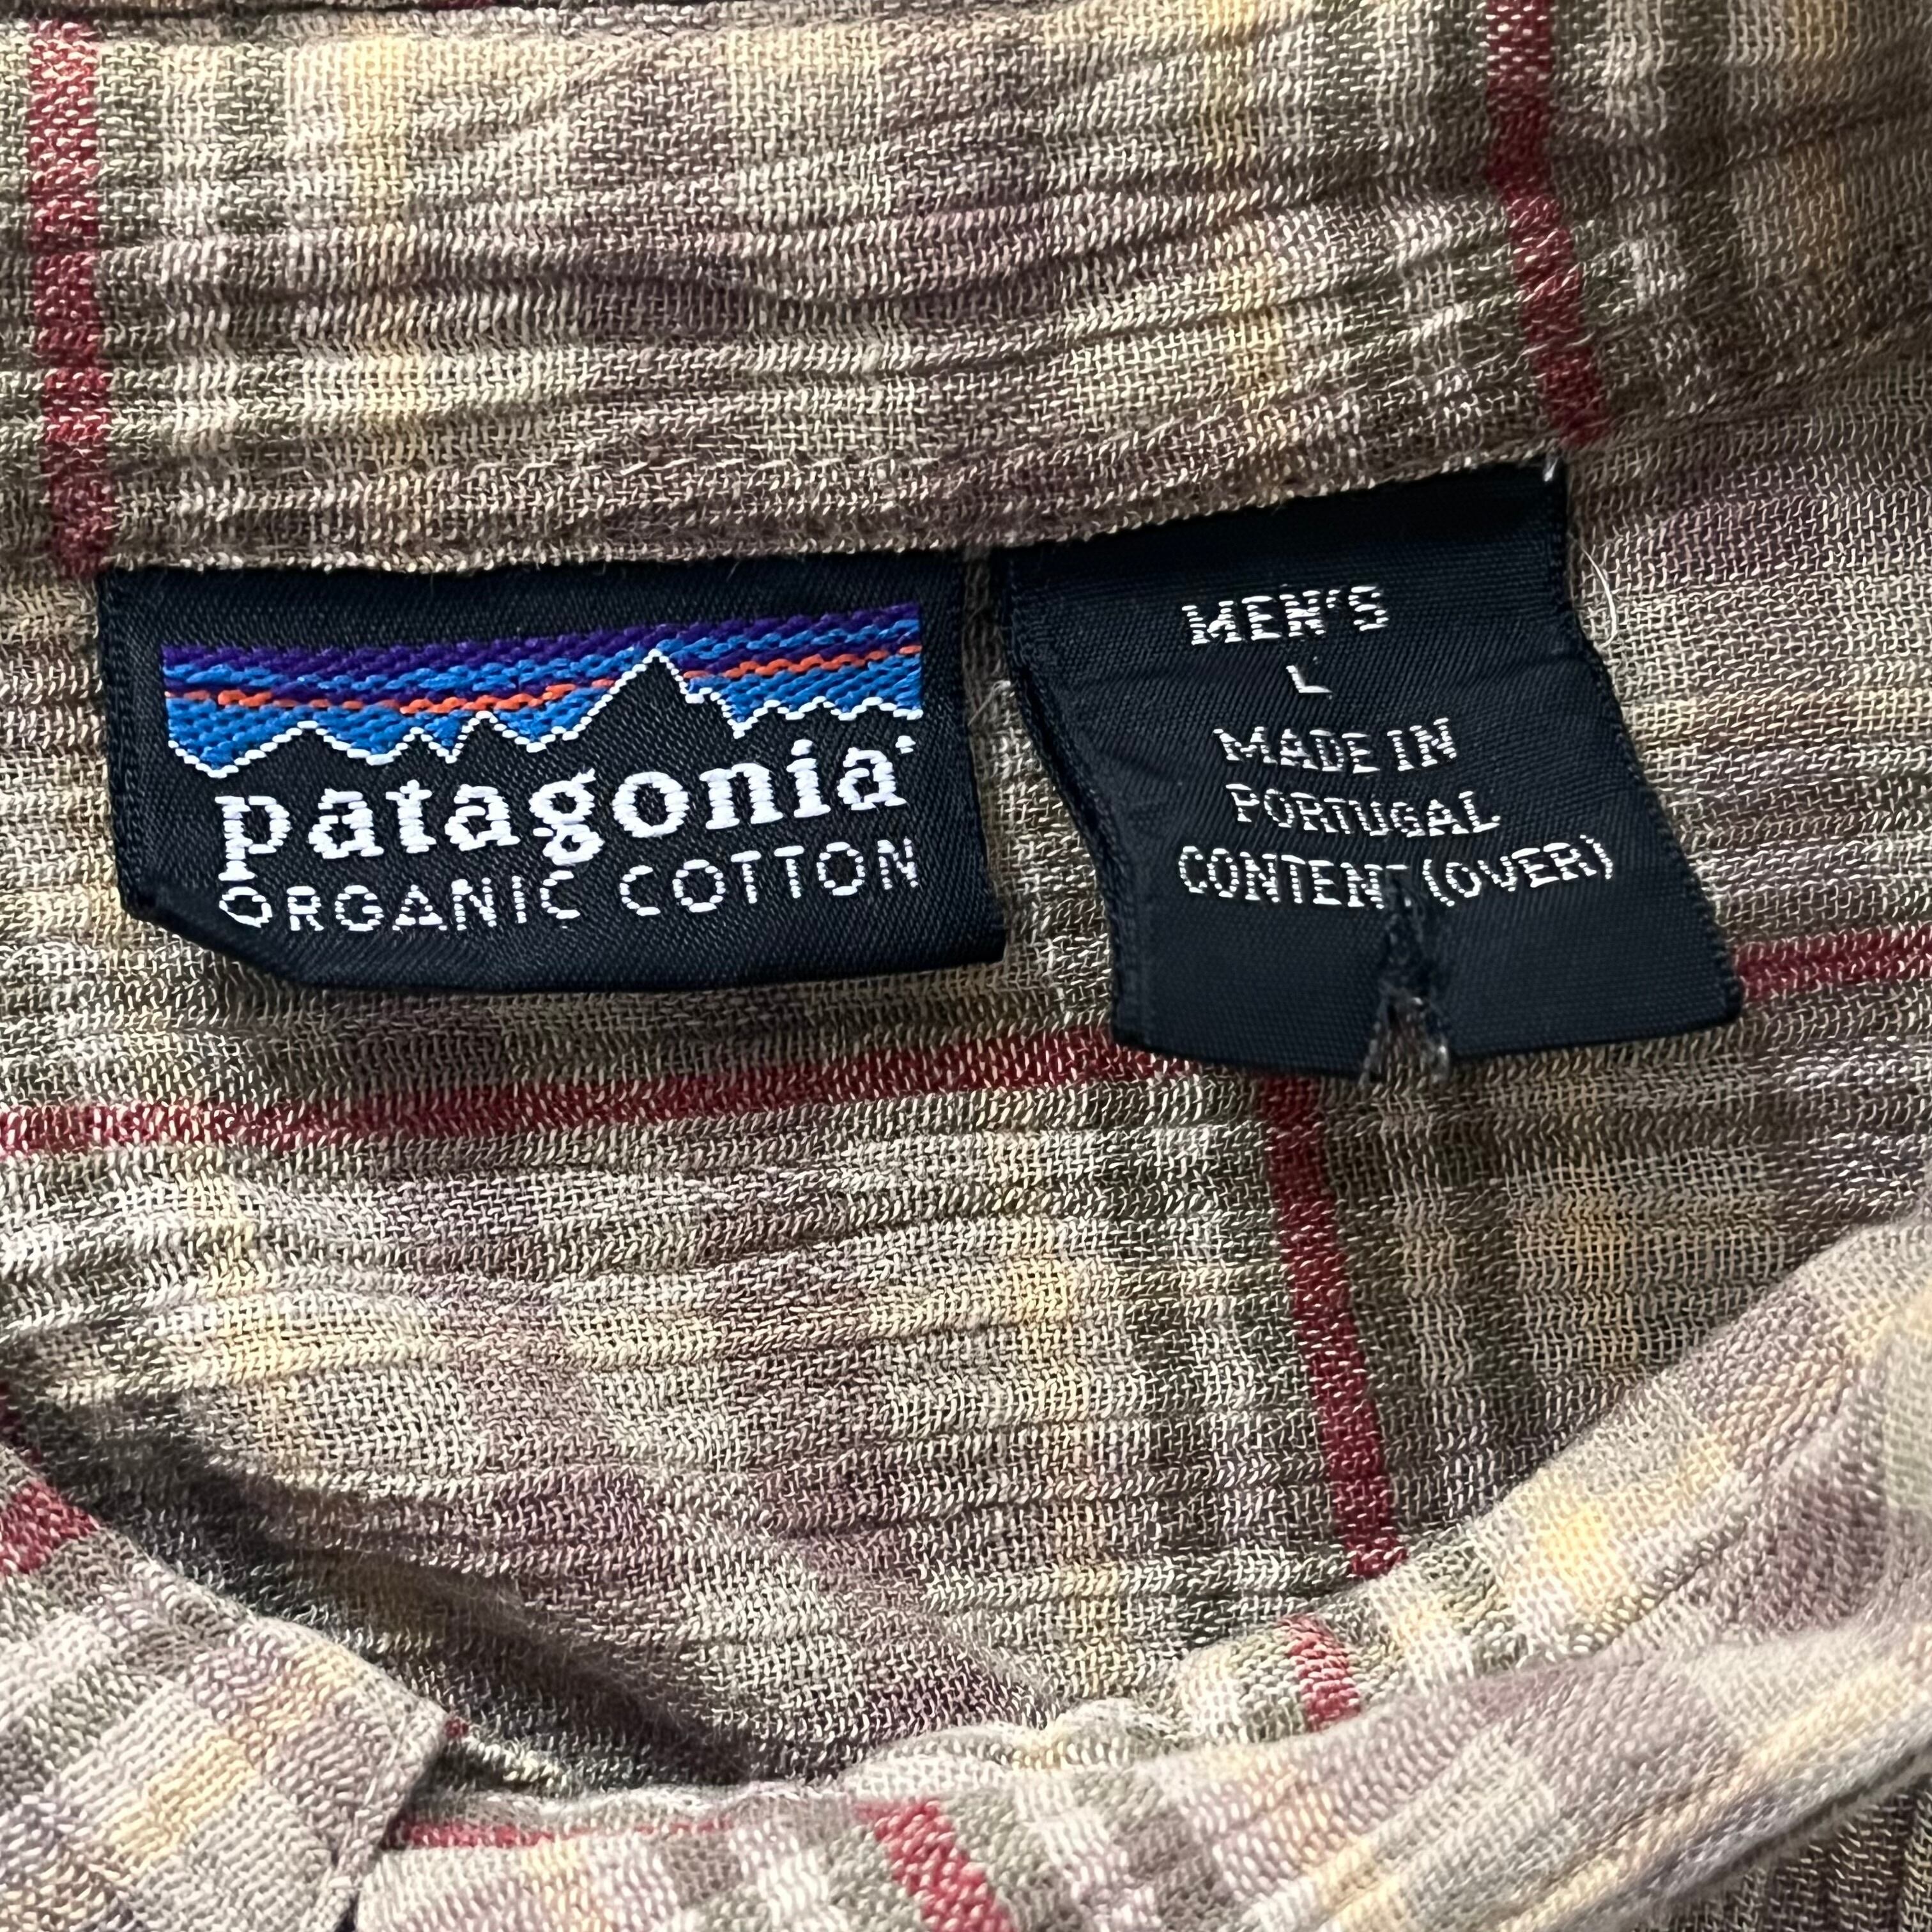 patagonia
ORGANIC COTTON
MEN'S
L
MADE IN
PORTUGAL
CONTENT (OVER)